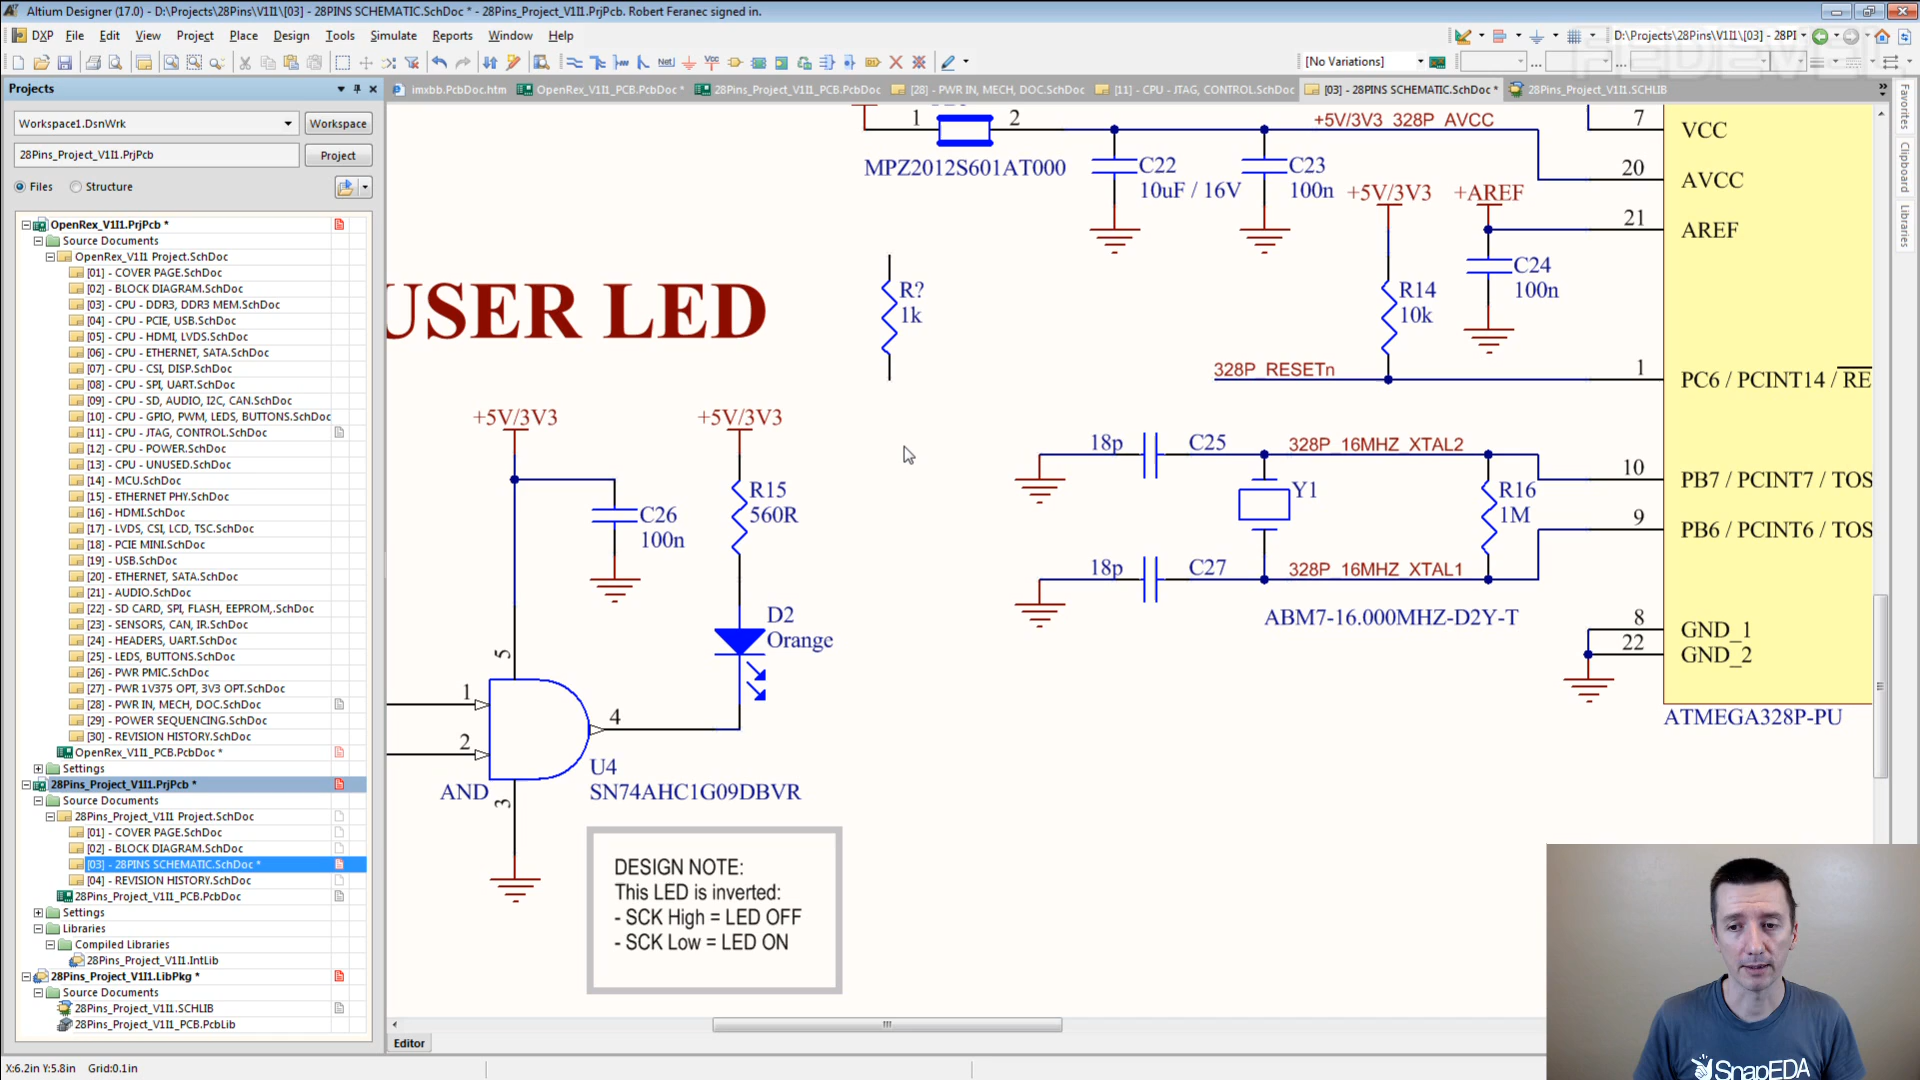 Altium Designer (17.0) - D:\Projects\28Pins\V1I1\[03] - 28PINS SCHEMATIC.SchDoc * - 28Pins_Project_V1I1.PrjPcb. Robert Feranec signed in.
DXP File Edit View Project Place Design Tools Simulate Reports Window Help
D:\Projects\28Pins\V1I1\[03] - 28PI
[No Variations]
FEDEVEL
Projects
imxbb.PcbDoc.htm
OpenRex_V1I1_PCB.PcbDoc *
28Pins_Project_V1I1_PCB.PcbDoc
[28] - PWR IN, MECH, DOC.SchDoc
[11] - CPU - JTAG, CONTROL.SchDoc
[03] - 28PINS SCHEMATIC.SchDoc *
28Pins_Project_V1I1.SCHLIB
Workspace1.DsnWrk
Workspace
28Pins_Project_V1I1.PrjPcb
Project
Files
Structure
OpenRex_V1I1.PrjPcb *
Source Documents
OpenRex_V1I1 Project.SchDoc
[01] - COVER PAGE.SchDoc
[02] - BLOCK DIAGRAM.SchDoc
[03] - CPU - DDR3, DDR3 MEM.SchDoc
[04] - CPU - PCIE, USB.SchDoc
[05] - CPU - HDMI, LVDS.SchDoc
[06] - CPU - ETHERNET, SATA.SchDoc
[07] - CPU - CSI, DISP.SchDoc
[08] - CPU - SPI, UART.SchDoc
[09] - CPU - SD, AUDIO, I2C, CAN.SchDoc
[10] - CPU - GPIO, PWM, LEDS, BUTTONS.SchDoc
[11] - CPU - JTAG, CONTROL.SchDoc
[12] - CPU - POWER.SchDoc
[13] - CPU - UNUSED.SchDoc
[14] - MCU.SchDoc
[15] - ETHERNET PHY.SchDoc
[16] - HDMI.SchDoc
[17] - LVDS, CSI, LCD, TSC.SchDoc
[18] - PCIE MINI.SchDoc
[19] - USB.SchDoc
[20] - ETHERNET, SATA.SchDoc
[21] - AUDIO.SchDoc
[22] - SD CARD, SPI, FLASH, EEPROM,.SchDoc
[23] - SENSORS, CAN, IR.SchDoc
[24] - HEADERS, UART.SchDoc
[25] - LEDS, BUTTONS.SchDoc
[26] - PWR PMIC.SchDoc
[27] - PWR 1V375 OPT, 3V3 OPT.SchDoc
[28] - PWR IN, MECH, DOC.SchDoc
[29] - POWER SEQUENCING.SchDoc
[30] - REVISION HISTORY.SchDoc
OpenRex_V1I1_PCB.PcbDoc *
Settings
28Pins_Project_V1I1.PrjPcb *
Source Documents
28Pins_Project_V1I1 Project.SchDoc
[01] - COVER PAGE.SchDoc
[02] - BLOCK DIAGRAM.SchDoc
[03] - 28PINS SCHEMATIC.SchDoc *
[04] - REVISION HISTORY.SchDoc
28Pins_Project_V1I1_PCB.PcbDoc
Settings
Libraries
Compiled Libraries
28Pins_Project_V1I1.IntLib
28Pins_Project_V1I1.LibPkg *
Source Documents
28Pins_Project_V1I1.SCHLIB
28Pins_Project_V1I1_PCB.PcbLib
1
2
MPZ2012S601AT000
C22
10uF / 16V
C23
100n
+5V/3V3_328P_AVCC
+5V/3V3
+AREF
7
VCC
20
AVCC
21
AREF
USER LED
R?
1k
R14
10k
C24
100n
328P_RESETn
1
PC6 / PCINT14 / RE
+5V/3V3
+5V/3V3
18p
C25
328P_16MHZ_XTAL2
10
PB7 / PCINT7 / TOS
C26
100n
R15
560R
Y1
R16
1M
9
PB6 / PCINT6 / TOS
18p
C27
328P_16MHZ_XTAL1
ABM7-16.000MHZ-D2Y-T
D2
Orange
8
GND_1
22
GND_2
5
1
2
4
3
AND
U4
SN74AHC1G09DBVR
ATMEGA328P-PU
DESIGN NOTE:
This LED is inverted:
- SCK High = LED OFF
- SCK Low = LED ON
Favorites
Clipboard
Libraries
Editor
X:6.2in Y:5.8in Grid:0.1in
SnapEDA